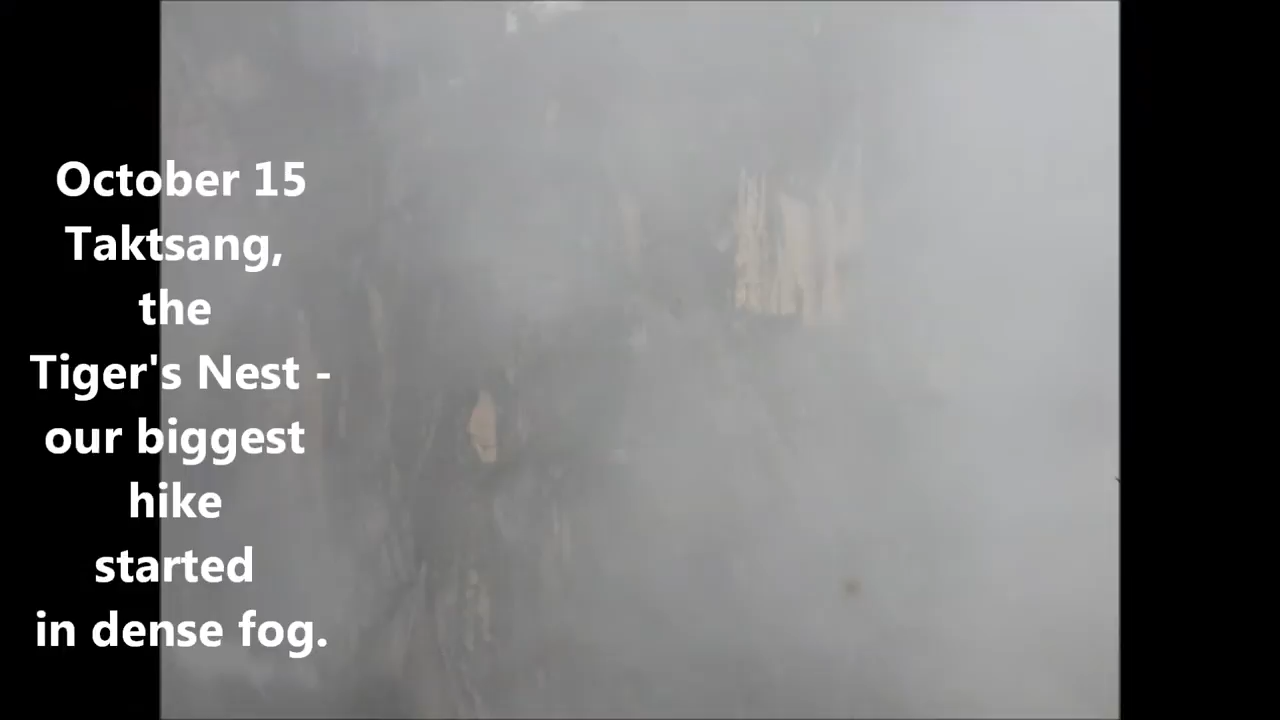 October 15
Taktsang,
the
Tiger's Nest -
our biggest
hike
started
in dense fog.